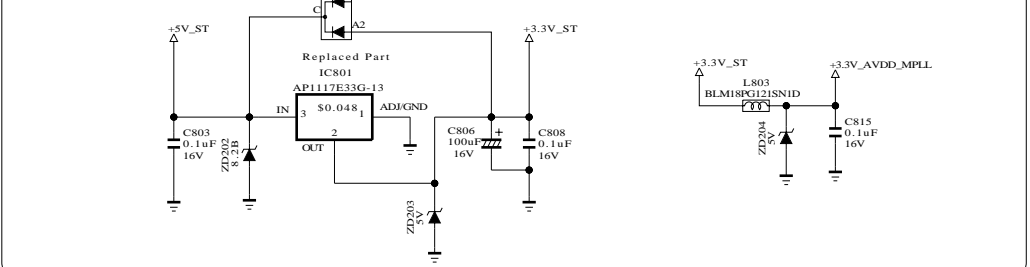 C
A2
+5V_ST
+3.3V_ST
Replaced Part
IC801
AP1117E33G-13
IN
3
$0.048
1
ADJ/GND
2
OUT
C803
0.1uF
16V
ZD202
8.2B
C806
100uF
16V
+
C808
0.1uF
16V
ZD203
5V
+3.3V_ST
+3.3V_AVDD_MPLL
L803
BLM18PG121SN1D
ZD204
5V
C815
0.1uF
16V